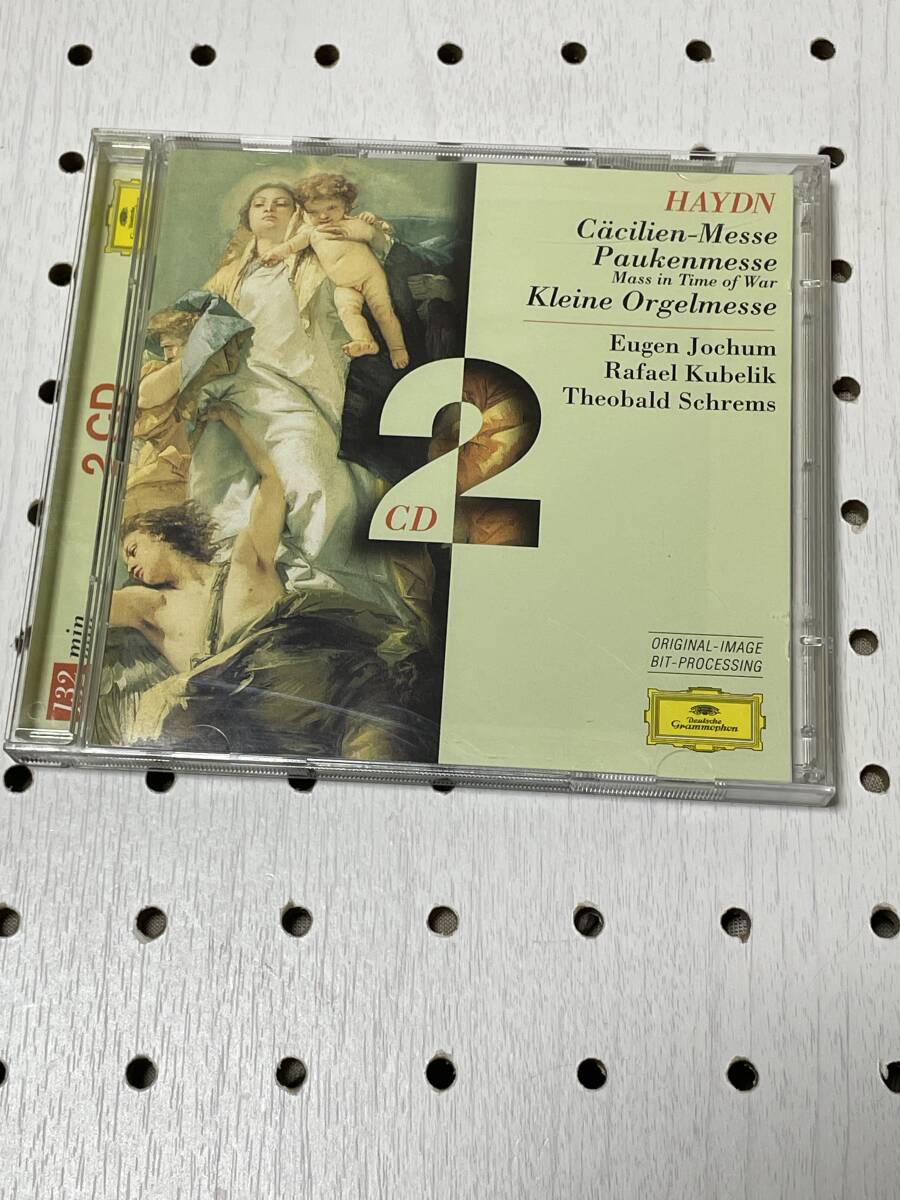 HAYDN
Cäcilien-Messe
Paukenmesse
Mass in Time of War
Kleine Orgelmesse
Eugen Jochum
Rafael Kubelik
Theobald Schrems
2
CD
ORIGINAL-IMAGE
BIT-PROCESSING
Deutsche
Grammophon
2 CD
132 min